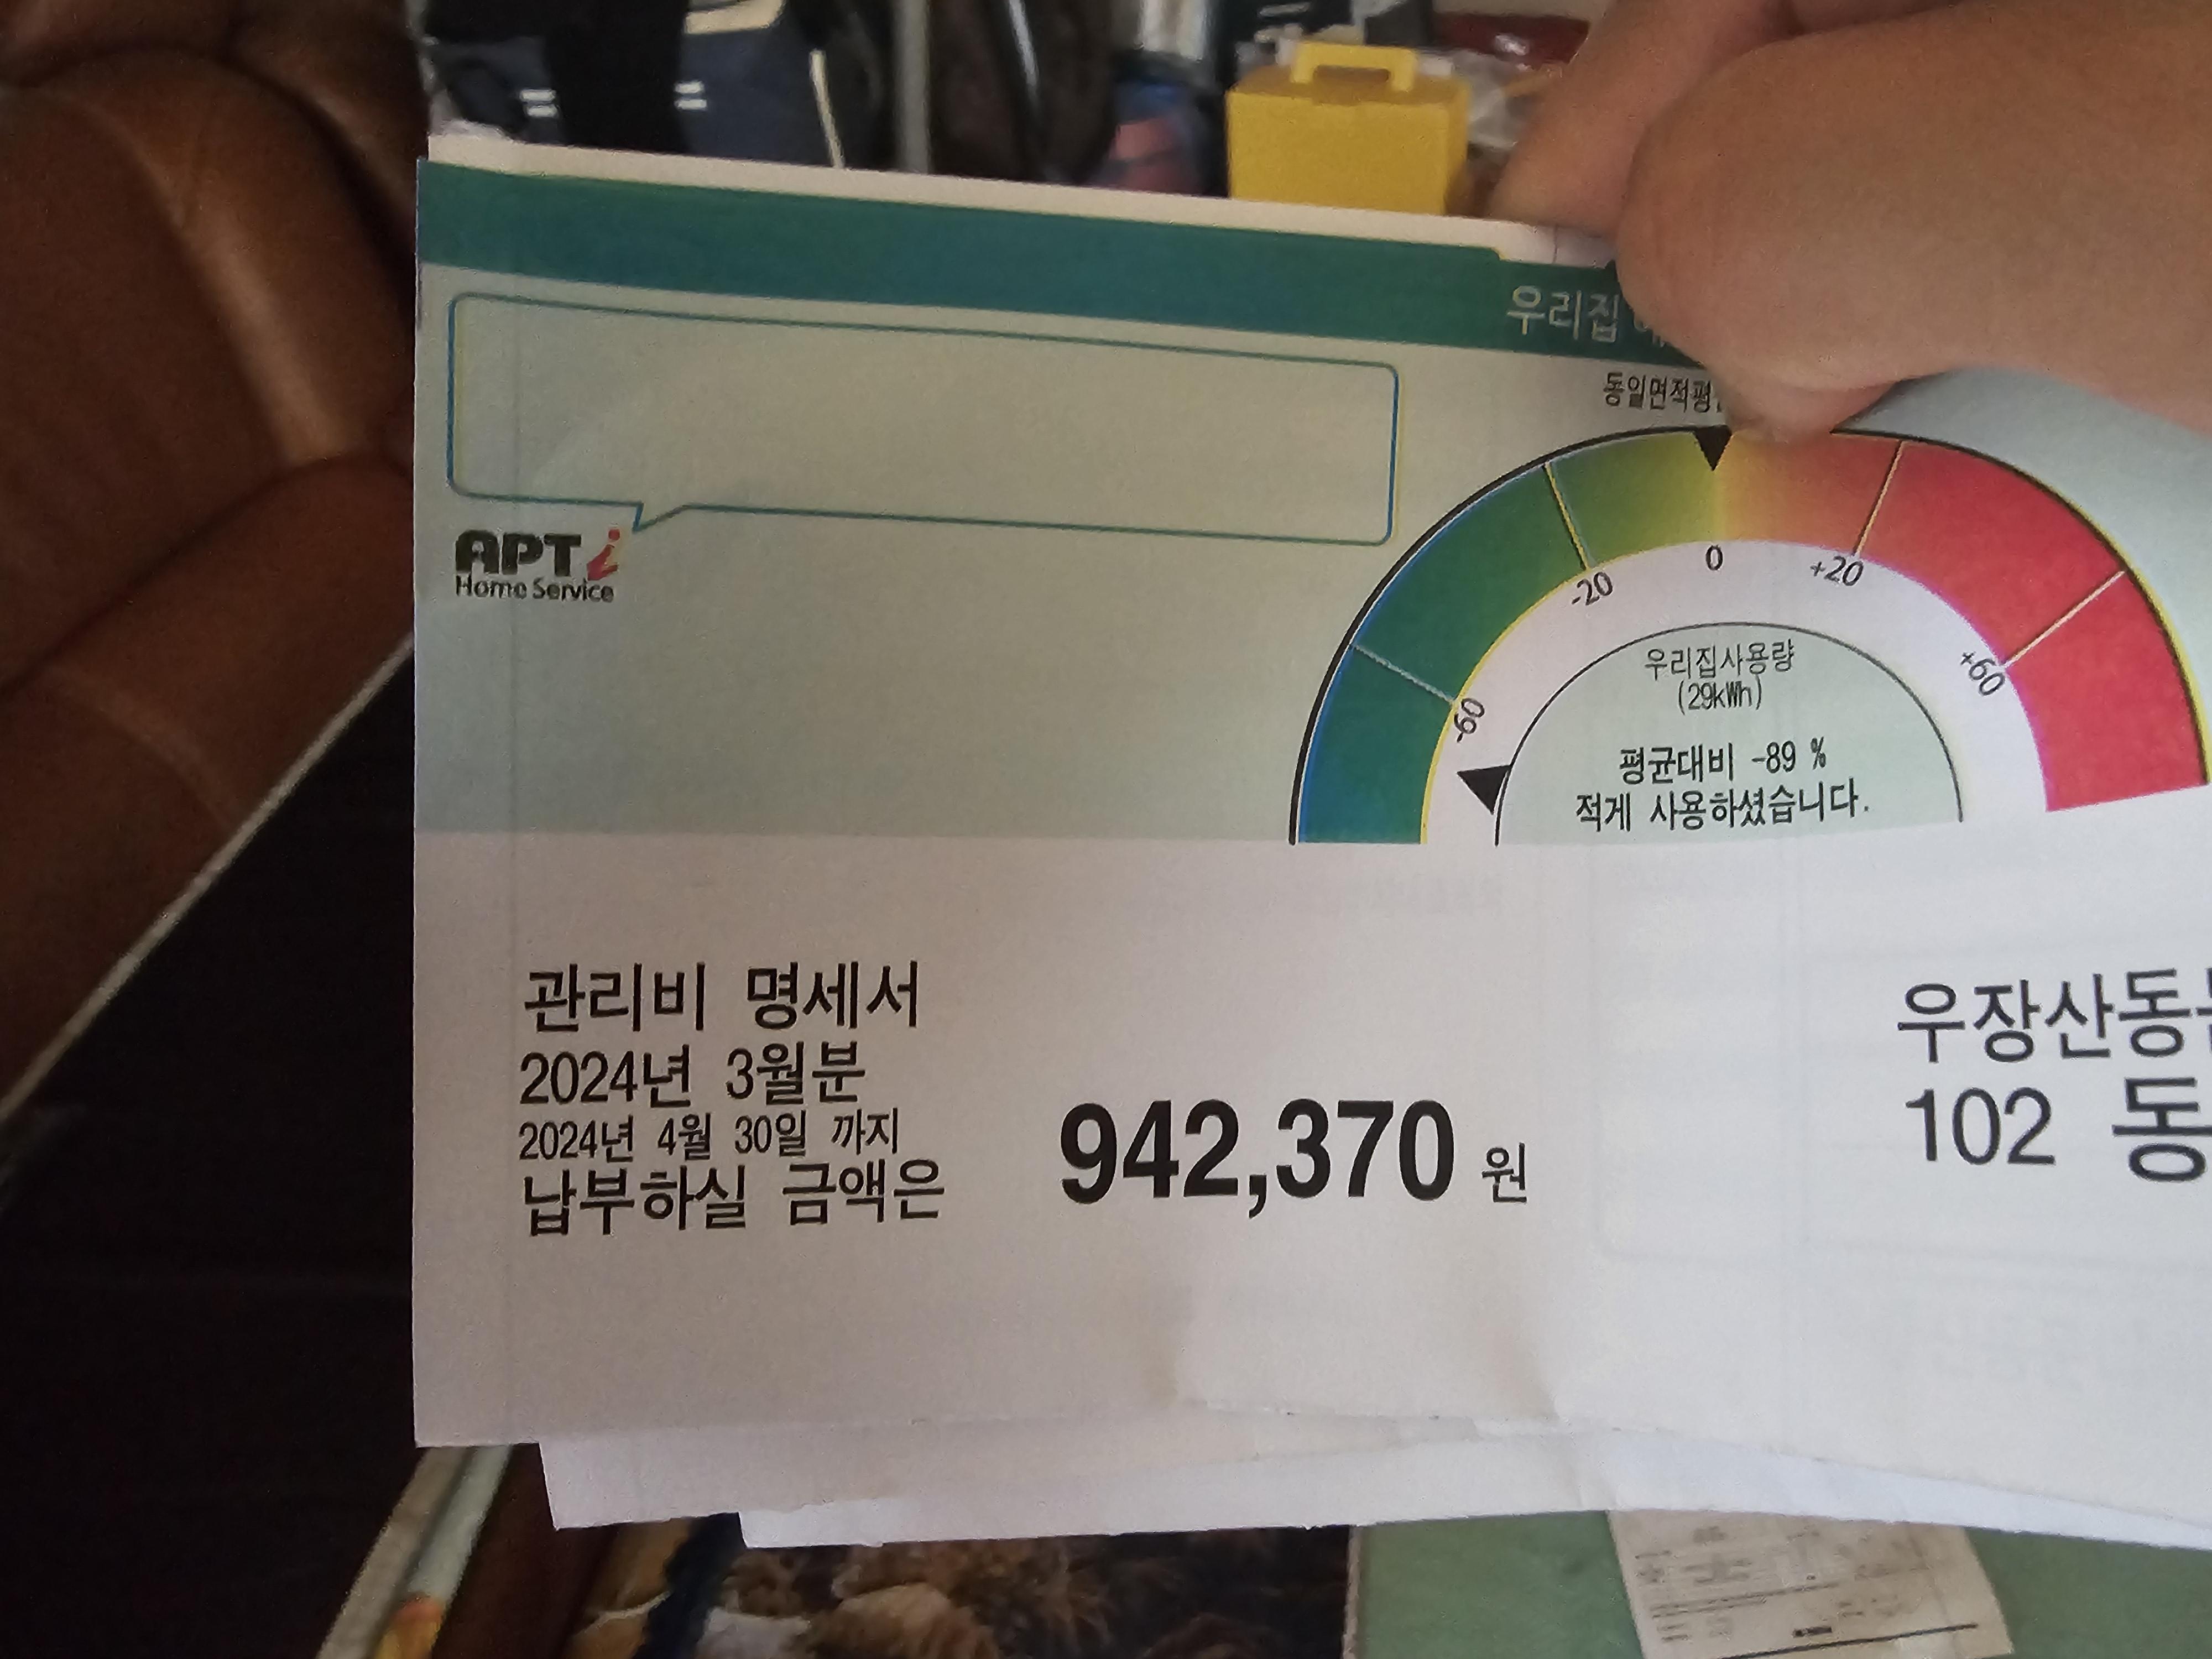 우리집
동일면적평
-60
-20
0
+20
+60
우리집사용량
(29kWh)
평균대비 -89 %
적게 사용하셨습니다.
APTi
Home Service
관리비 명세서
2024년 3월분
2024년 4월 30일 까지
납부하실 금액은
942,370 원
우장산동
102 동